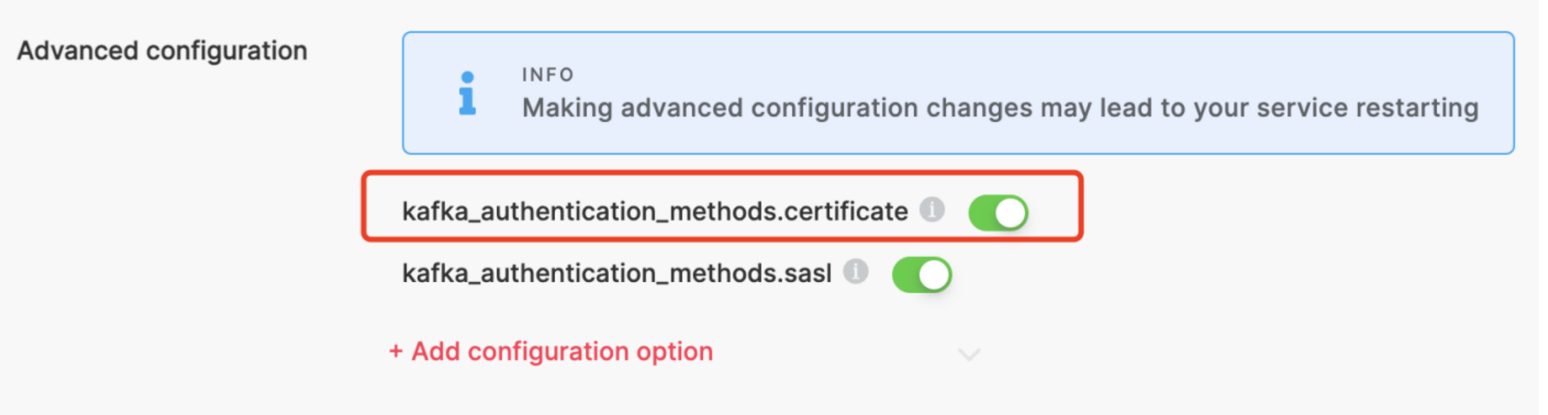 Advanced configuration
INFO
Making advanced configuration changes may lead to your service restarting
kafka_authentication_methods.certificate
kafka_authentication_methods.sasl
+ Add configuration option